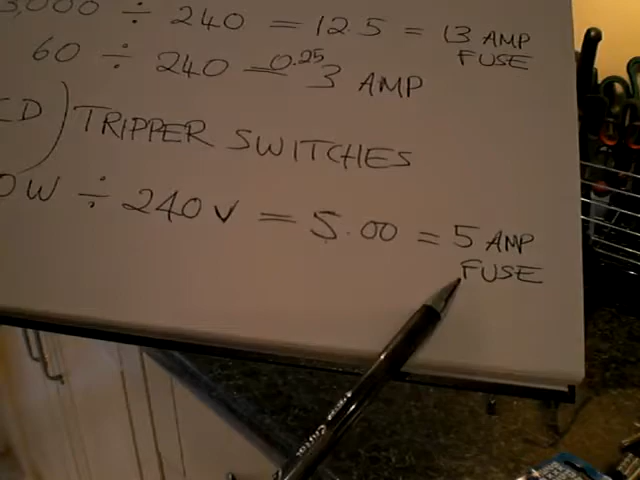 3,000 ÷ 240 = 12.5 = 13 AMP
FUSE
60 ÷ 240 = 0.25 3 AMP
CD) TRIPPER SWITCHES
0W ÷ 240V = 5.00 = 5 AMP
FUSE
Cristal